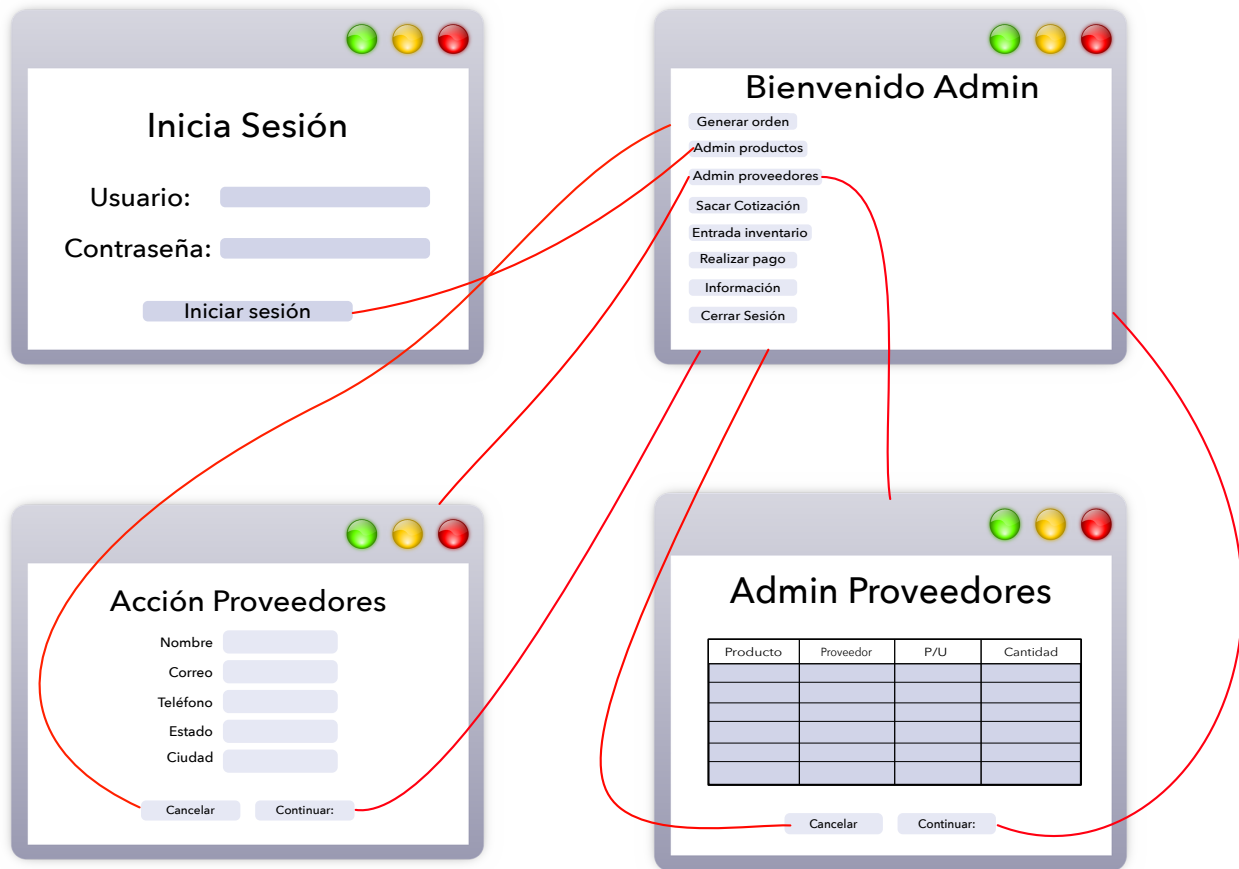 Inicia Sesión
Usuario:
Contraseña:
Iniciar sesión
Bienvenido Admin
Generar orden
Admin productos
Admin proveedores
Sacar Cotización
Entrada inventario
Realizar pago
Información
Cerrar Sesión
Acción Proveedores
Nombre
Correo
Teléfono
Estado
Ciudad
Cancelar Continuar:
Admin Proveedores
Producto Proveedor P/U Cantidad
Cancelar Continuar: